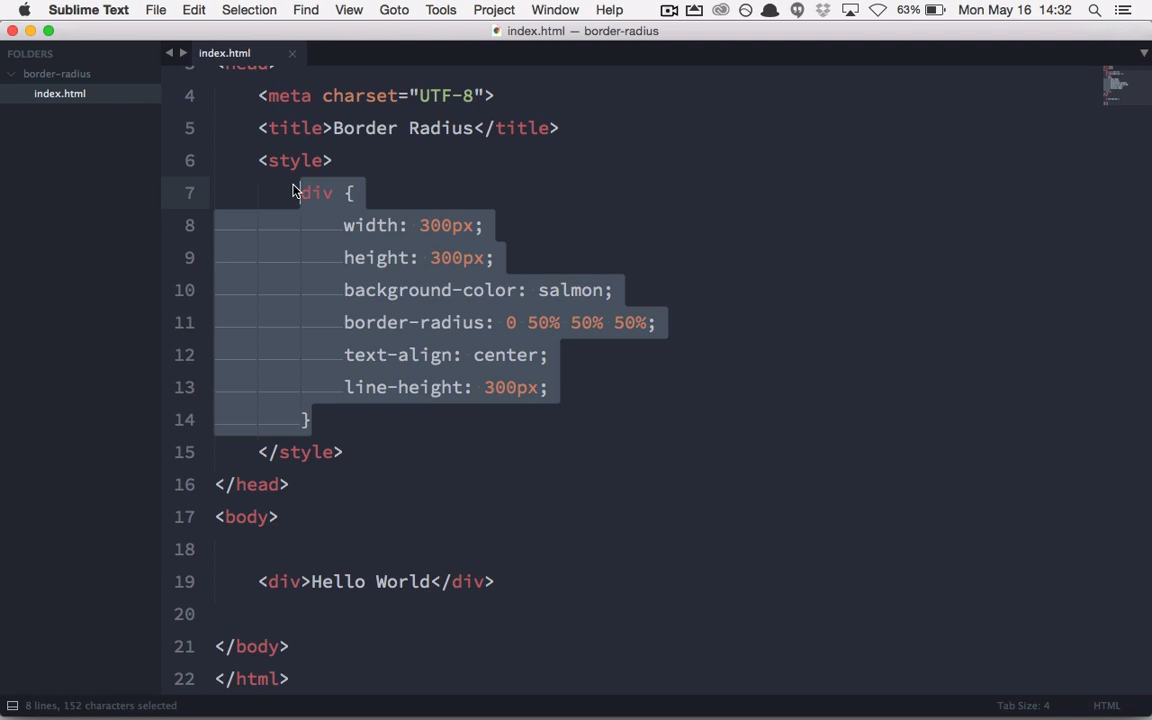 Sublime Text File Edit Selection Find View Goto Tools Project Window Help 63% Mon May 16 14:32
index.html — border-radius
FOLDERS
border-radius
index.html
index.html
3 <head>
4 <meta charset="UTF-8">
5 <title>Border Radius</title>
6 <style>
7 div {
8 width: 300px;
9 height: 300px;
10 background-color: salmon;
11 border-radius: 0 50% 50% 50%;
12 text-align: center;
13 line-height: 300px;
14 }
15 </style>
16 </head>
17 <body>
18
19 <div>Hello World</div>
20
21 </body>
22 </html>
8 lines, 152 characters selected Tab Size: 4 HTML